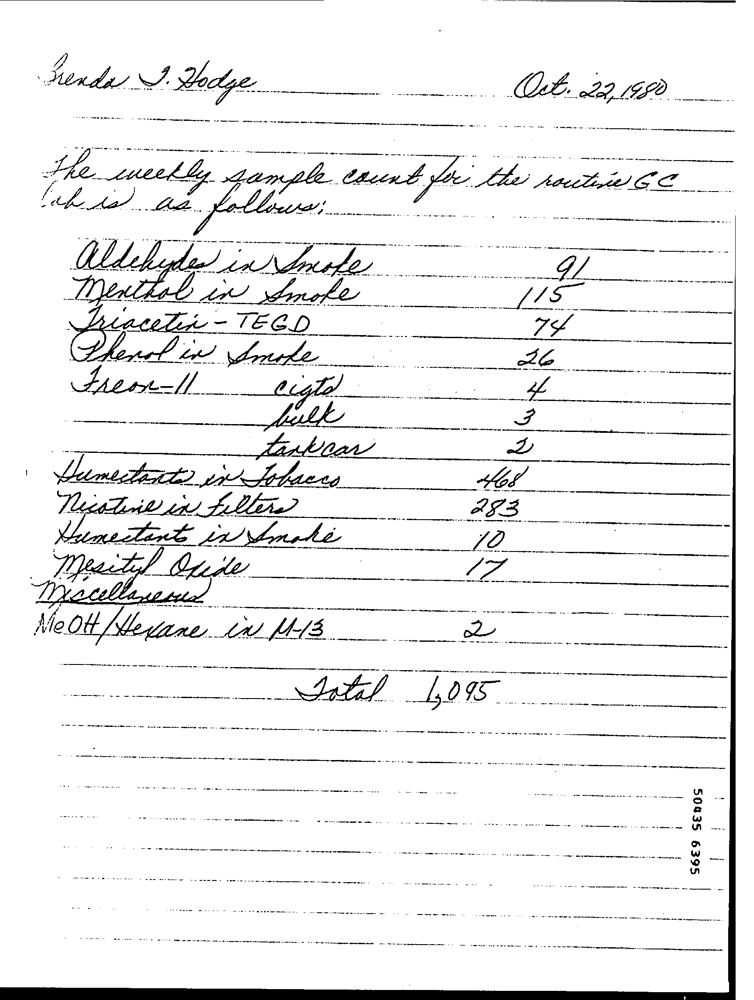 Brenda J. Hodge Oct. 22, 1980
The weekly sample count for the routine GC
lab is as follows:
Aldehydes in Smoke 91
Menthol in Smoke 115
Triacetin - TEGD 74
Phenol in Smoke 26
Freon-11 cigts 4
bulk 3
tank car 2
Humectants in Tobacco 468
Nicotine in Filters 283
Humectants in Smoke 10
Mesityl Oxide 17
Miscellaneous
MeOH/Hexane in M-13 2
Total 1,095
50435 6395